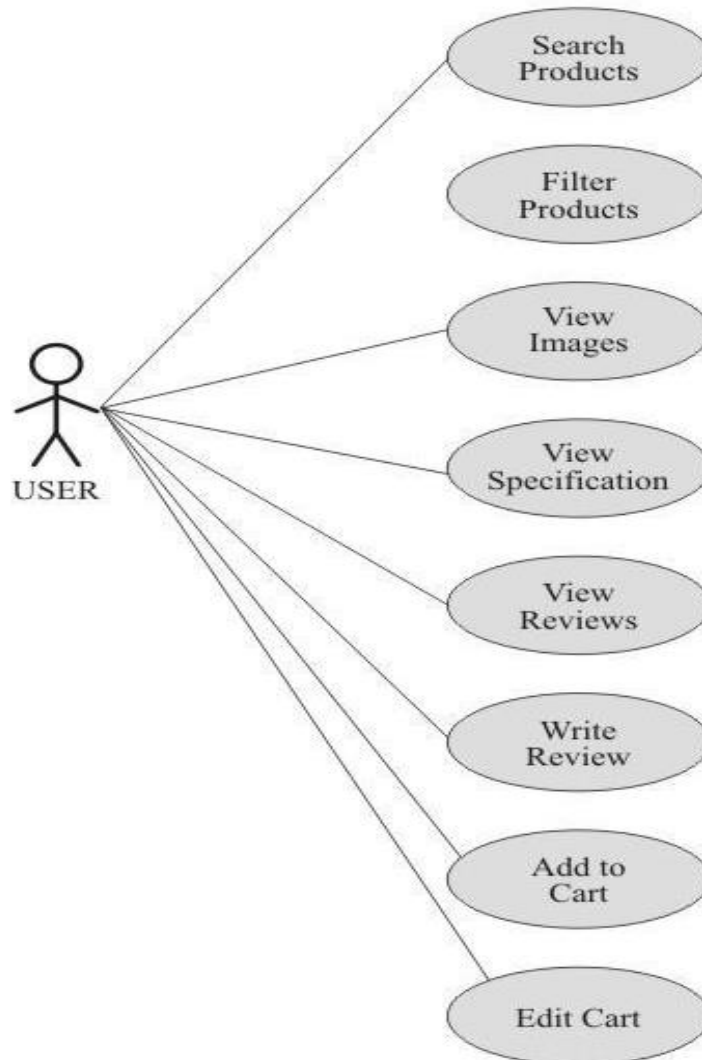 Search
Products
Filter
Products
View
Images
View
Specification
USER
View
Reviews
Write
Review
Add to
Cart
Edit Cart